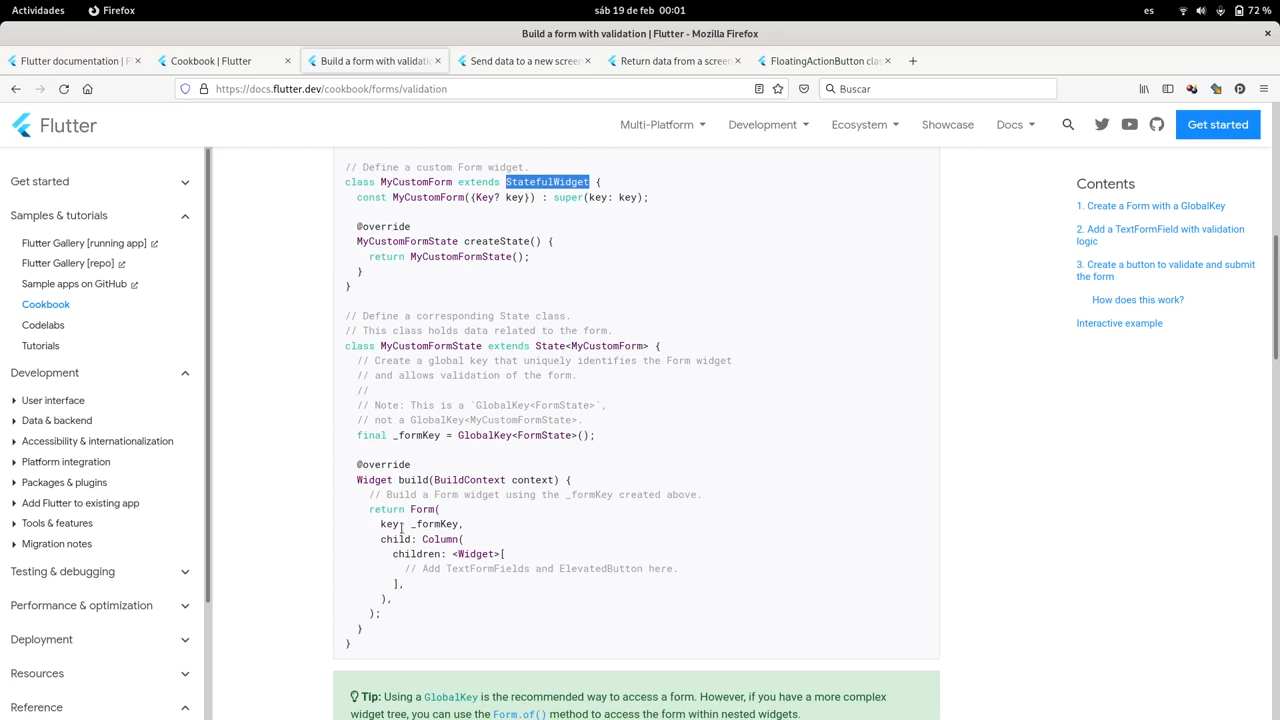 Actividades
Firefox
sáb 19 de feb 00:01
es
72 %
Build a form with validation | Flutter - Mozilla Firefox
Flutter documentation | F
Cookbook | Flutter
Build a form with validatio
Send data to a new screen
Return data from a screen
FloatingActionButton clas
https://docs.flutter.dev/cookbook/forms/validation
Buscar
Flutter
Multi-Platform
Development
Ecosystem
Showcase
Docs
Get started
Get started
Samples & tutorials
Flutter Gallery [running app]
Flutter Gallery [repo]
Sample apps on GitHub
Cookbook
Codelabs
Tutorials
Development
User interface
Data & backend
Accessibility & internationalization
Platform integration
Packages & plugins
Add Flutter to existing app
Tools & features
Migration notes
Testing & debugging
Performance & optimization
Deployment
Resources
Reference
// Define a custom Form widget.
class MyCustomForm extends StatefulWidget {
const MyCustomForm({Key? key}) : super(key: key);
@override
MyCustomFormState createState() {
return MyCustomFormState();
}
}
// Define a corresponding State class.
// This class holds data related to the form.
class MyCustomFormState extends State<MyCustomForm> {
// Create a global key that uniquely identifies the Form widget
// and allows validation of the form.
//
// Note: This is a `GlobalKey<FormState>`,
// not a GlobalKey<MyCustomFormState>.
final _formKey = GlobalKey<FormState>();
@override
Widget build(BuildContext context) {
// Build a Form widget using the _formKey created above.
return Form(
key: _formKey,
child: Column(
children: <Widget>[
// Add TextFormFields and ElevatedButton here.
],
),
);
}
}
Tip: Using a GlobalKey is the recommended way to access a form. However, if you have a more complex
widget tree, you can use the Form.of() method to access the form within nested widgets.
Contents
1. Create a Form with a GlobalKey
2. Add a TextFormField with validation
logic
3. Create a button to validate and submit
the form
How does this work?
Interactive example